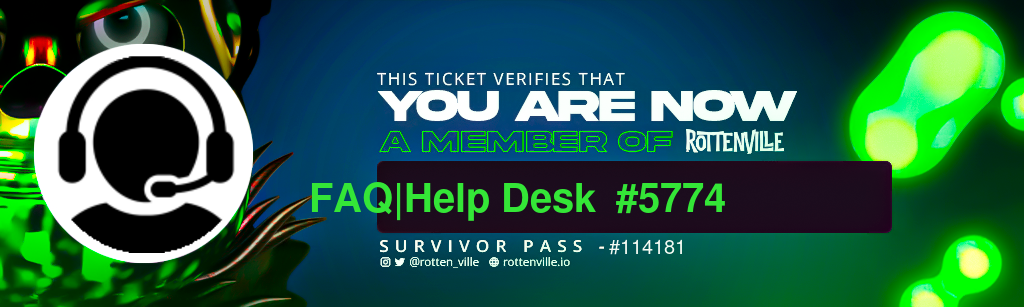 THIS TICKET VERIFIES THAT
YOU ARE NOW
A MEMBER OF ROTTENVILLE
FAQ|Help Desk #5774
SURVIVOR PASS - #114181
@rotten_ville rottenville.io